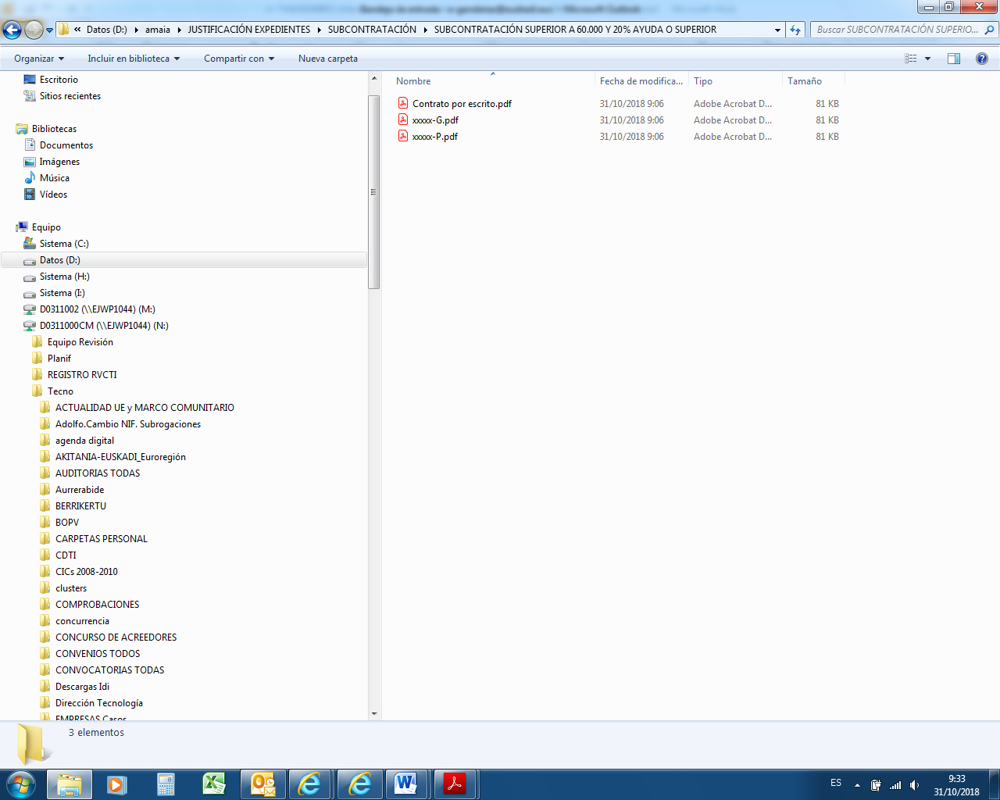 Datos (D:) amaia JUSTIFICACIÓN EXPEDIENTES SUBCONTRATACIÓN SUBCONTRATACIÓN SUPERIOR A 60.000 Y 20% AYUDA O SUPERIOR
Buscar SUBCONTRATACIÓN SUPERIO...
Organizar Incluir en biblioteca Compartir con Nueva carpeta
Escritorio
Sitios recientes
Bibliotecas
Documentos
Imágenes
Música
Vídeos
Equipo
Sistema (C:)
Datos (D:)
Sistema (H:)
Sistema (I:)
D0311002 (\\EJWP1044) (M:)
D0311000CM (\\EJWP1044) (N:)
Equipo Revisión
Planif
REGISTRO RVCTI
Tecno
ACTUALIDAD UE y MARCO COMUNITARIO
Adolfo.Cambio NIF. Subrogaciones
agenda digital
AKITANIA-EUSKADI_Euroregión
AUDITORIAS TODAS
Aurrerabide
BERRIKERTU
BOPV
CARPETAS PERSONAL
CDTI
CICs 2008-2010
clusters
COMPROBACIONES
concurrencia
CONCURSO DE ACREEDORES
CONVENIOS TODOS
CONVOCATORIAS TODAS
Descargas Idi
Dirección Tecnología
EMPRESAS Casos
Nombre Fecha de modifica... Tipo Tamaño
Contrato por escrito.pdf 31/10/2018 9:06 Adobe Acrobat D... 81 KB
xxxxx-G.pdf 31/10/2018 9:06 Adobe Acrobat D... 81 KB
xxxxx-P.pdf 31/10/2018 9:06 Adobe Acrobat D... 81 KB
3 elementos
ES
9:33
31/10/2018